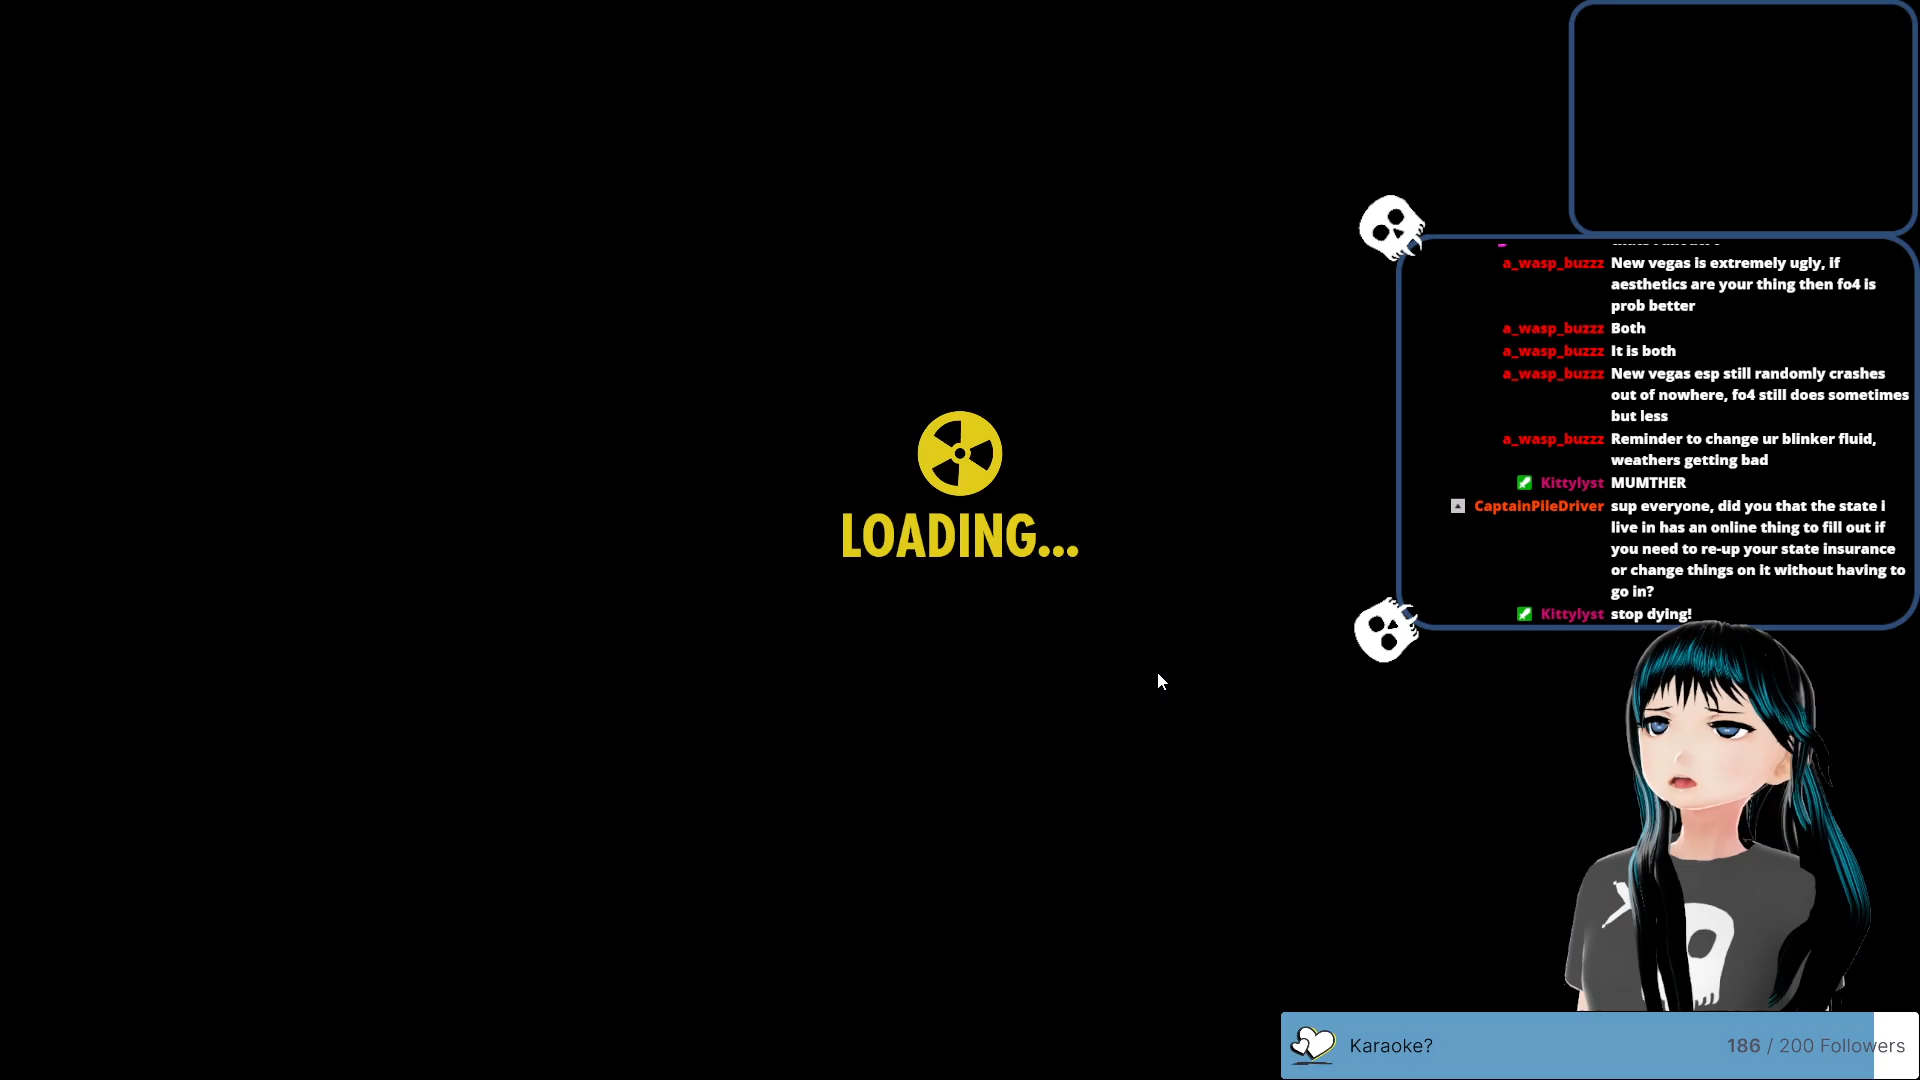 a_wasp_buzzz New vegas is extremely ugly, if
aesthetics are your thing then fo4 is
prob better
a_wasp_buzzz Both
a_wasp_buzzz It is both
a_wasp_buzzz New vegas esp still randomly crashes
out of nowhere, fo4 still does sometimes
but less
a_wasp_buzzz Reminder to change ur blinker fluid,
weathers getting bad
Kittylyst MUMTHER
CaptainPileDriver sup everyone, did you that the state i
live in has an online thing to fill out if
you need to re-up your state insurance
or change things on it without having to
go in?
Kittylyst stop dying!
LOADING...
Karaoke? 186 / 200 Followers